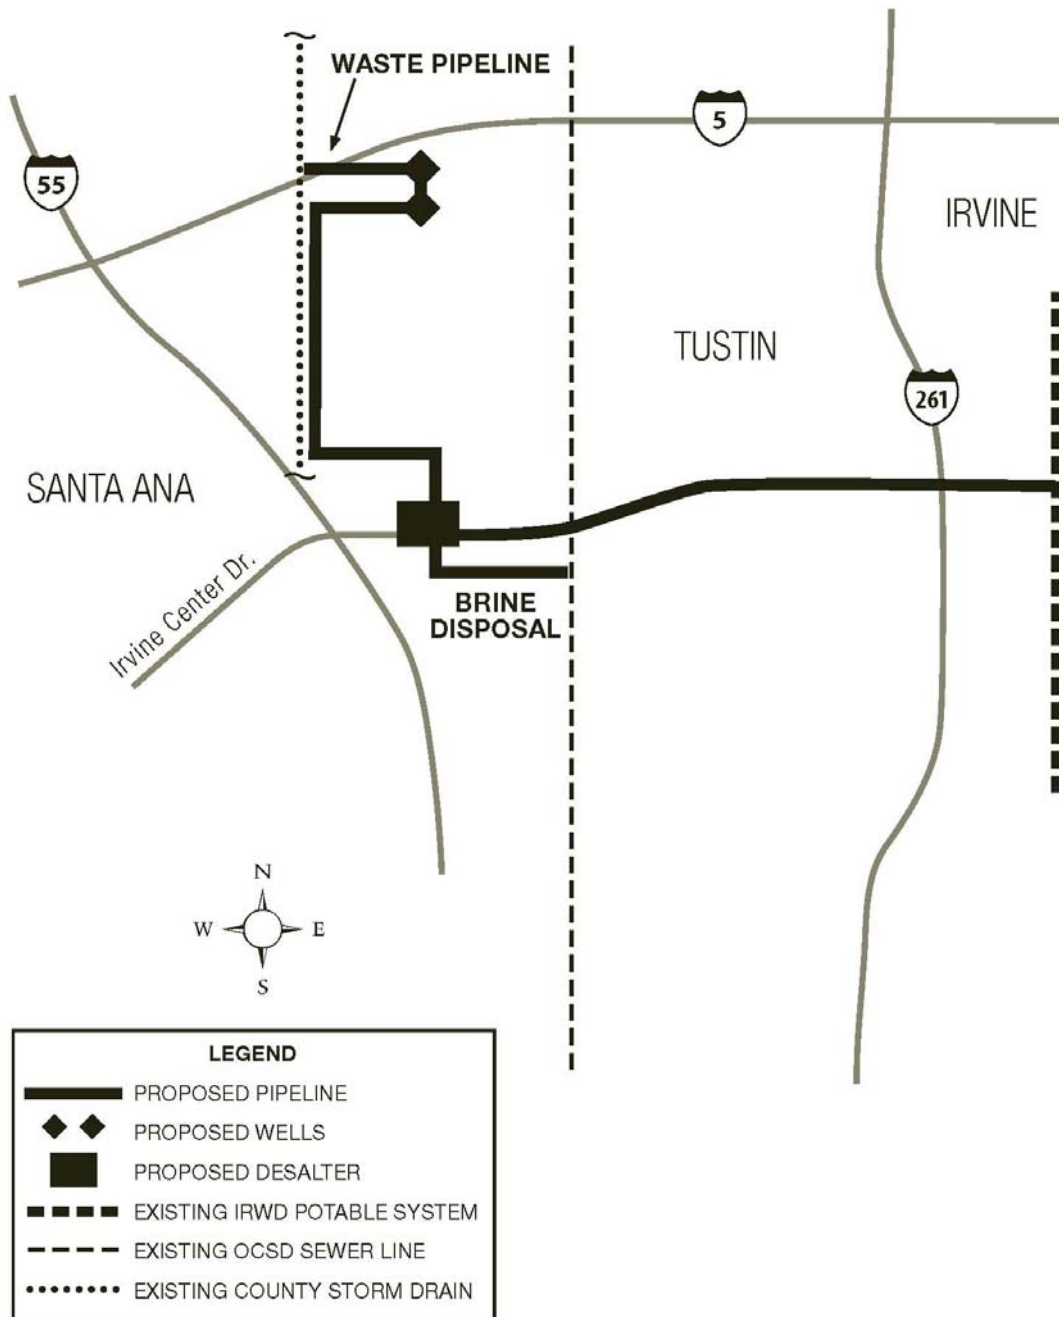 WASTE PIPELINE
5
55
IRVINE
TUSTIN
261
SANTA ANA
Irvine Center Dr.
BRINE
DISPOSAL
N
W E
S
LEGEND
PROPOSED PIPELINE
PROPOSED WELLS
PROPOSED DESALTER
EXISTING IRWD POTABLE SYSTEM
EXISTING OCSD SEWER LINE
EXISTING COUNTY STORM DRAIN